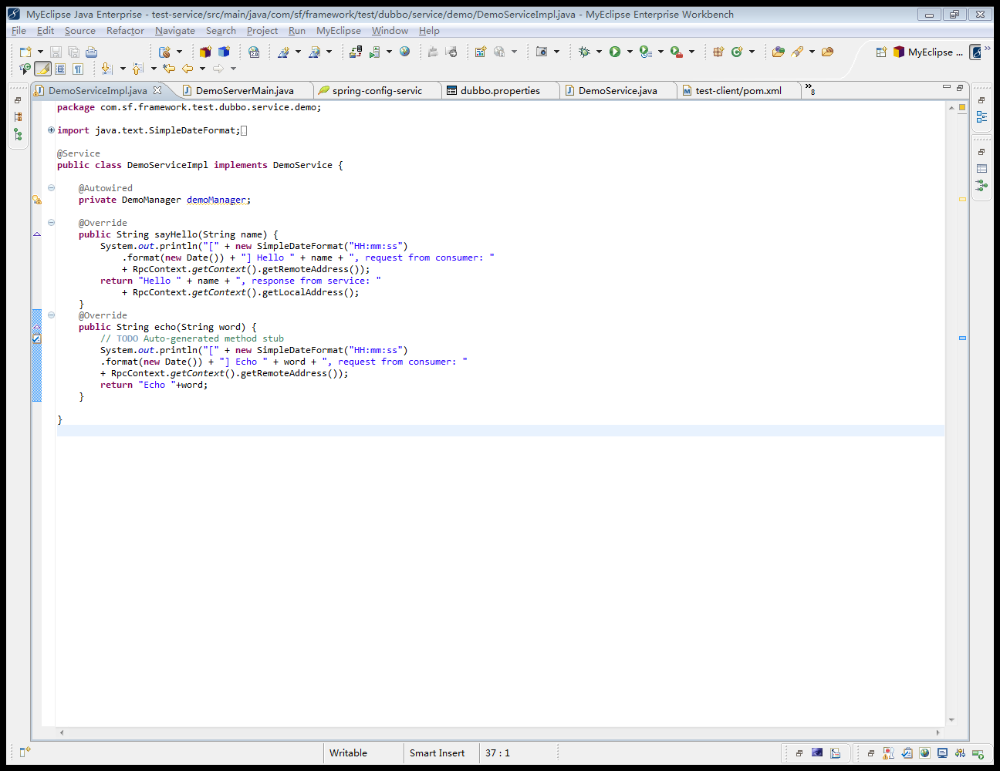 MyEclipse Java Enterprise - test-service/src/main/java/com/sf/framework/test/dubbo/service/demo/DemoServiceImpl.java - MyEclipse Enterprise Workbench
File Edit Source Refactor Navigate Search Project Run MyEclipse Window Help
MyEclipse ...
DemoServiceImpl.java DemoServerMain.java spring-config-servic dubbo.properties DemoService.java test-client/pom.xml »8
package com.sf.framework.test.dubbo.service.demo;
import java.text.SimpleDateFormat;
@Service
public class DemoServiceImpl implements DemoService {
@Autowired
private DemoManager demoManager;
@Override
public String sayHello(String name) {
System.out.println("[" + new SimpleDateFormat("HH:mm:ss")
.format(new Date()) + "] Hello " + name + ", request from consumer: "
+ RpcContext.getContext().getRemoteAddress());
return "Hello " + name + ", response from service: "
+ RpcContext.getContext().getLocalAddress();
}
@Override
public String echo(String word) {
// TODO Auto-generated method stub
System.out.println("[" + new SimpleDateFormat("HH:mm:ss")
.format(new Date()) + "] Echo " + word + ", request from consumer: "
+ RpcContext.getContext().getRemoteAddress());
return "Echo "+word;
}
}
Writable Smart Insert 37 : 1